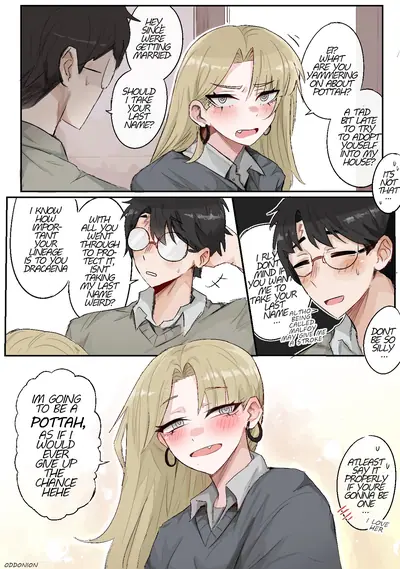 HEY,
SINCE
WERE
GETTING
MARRIED
SHOULD
I TAKE
YOUR
LAST
NAME?
EI?
WHAT
ARE YOU
YAMMERING
ON ABOUT
POTTAH?
A TAD
BIT LATE
TO TRY
TO ADOPT
YOUSELF
INTO MY
HOUSE?
ITS
NOT
THAT
...
I RLY
DONT
MIND IF
YOU WANT
ME TO
TAKE YOUR
LAST
NAME
ALTHO
BEING
CALLED
MALFOY
MAY GIVE ME
A STROKE
DONT
BE SO
SILLY
...
WITH
ALL YOU
WENT
THROUGH
TO PRO-
TECT IT,
ISNT
TAKING
MY LAST
NAME
WEIRD?
I KNOW
HOW
IMPOR-
TANT
YOUR
LINEAGE
IS TO YOU
DRACAENA
IM GOING
TO BE A
POTTAH,
AS IF I
WOULD
EVER
GIVE UP
THE
CHANCE
HEHE
ATLEAST
SAY IT
PROPERLY
IF YOURE
GONNA
BE
ONE
...
I LOVE
HER
ODDONION